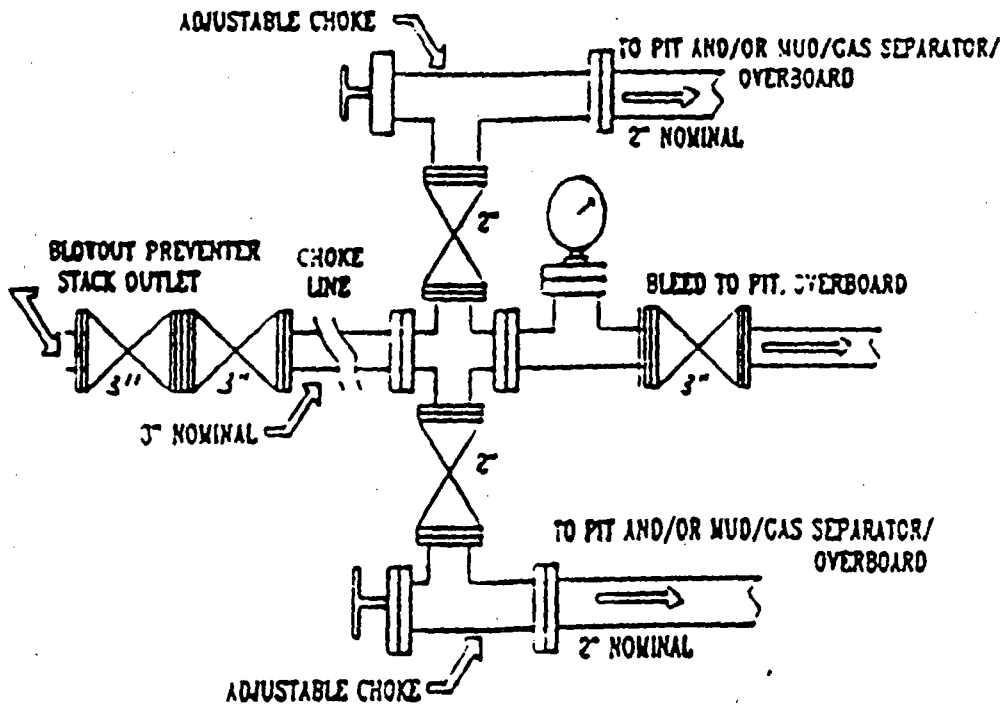 ADJUSTABLE CHOKE
TO PIT AND/OR MUD/GAS SEPARATOR/
OVERBOARD
2" NOMINAL
2"
BLOWOUT PREVENTER
STACK OUTLET
CHOKE
LINE
BLEED TO PIT, OVERBOARD
3"
3"
3"
3" NOMINAL
2"
TO PIT AND/OR MUD/GAS SEPARATOR/
OVERBOARD
2" NOMINAL
ADJUSTABLE CHOKE